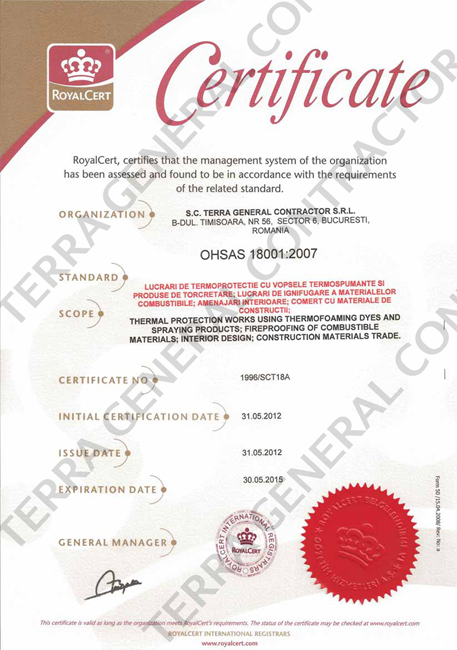 ROYALCERT
Certificate
RoyalCert, certifies that the management system of the organization
has been assessed and found to be in accordance with the requirements
of the related standard.
ORGANIZATION
S.C. TERRA GENERAL CONTRACTOR S.R.L.
B-DUL. TIMISOARA, NR 56, SECTOR 6, BUCURESTI,
ROMANIA
OHSAS 18001:2007
STANDARD
LUCRARI DE TERMOPROTECTIE CU VOPSELE TERMOSPUMANTE SI
PRODUSE DE TORCRETARE; LUCRARI DE IGNIFUGARE A MATERIALELOR
COMBUSTIBILE; AMENAJARI INTERIOARE; COMERT CU MATERIALE DE
CONSTRUCTII;
SCOPE
THERMAL PROTECTION WORKS USING THERMOFOAMING DYES AND
SPRAYING PRODUCTS; FIREPROOFING OF COMBUSTIBLE
MATERIALS; INTERIOR DESIGN; CONSTRUCTION MATERIALS TRADE.
CERTIFICATE NO
1996/SCT18A
INITIAL CERTIFICATION DATE
31.05.2012
ISSUE DATE
31.05.2012
EXPIRATION DATE
30.05.2015
GENERAL MANAGER
ROYALCERT INTERNATIONAL REGISTRARS
ROYALCERT
Form 50 /15.04.2008/ Rev. No: a
This certificate is valid as long as the organization meets RoyalCert's requirements. The status of the certificate may be checked at www.royalcert.com
ROYALCERT INTERNATIONAL REGISTRARS
www.royalcert.com
TERRA GENERAL CONTRACTOR
TERRA GENERAL CONTRACTOR
TERRA GENERAL CON